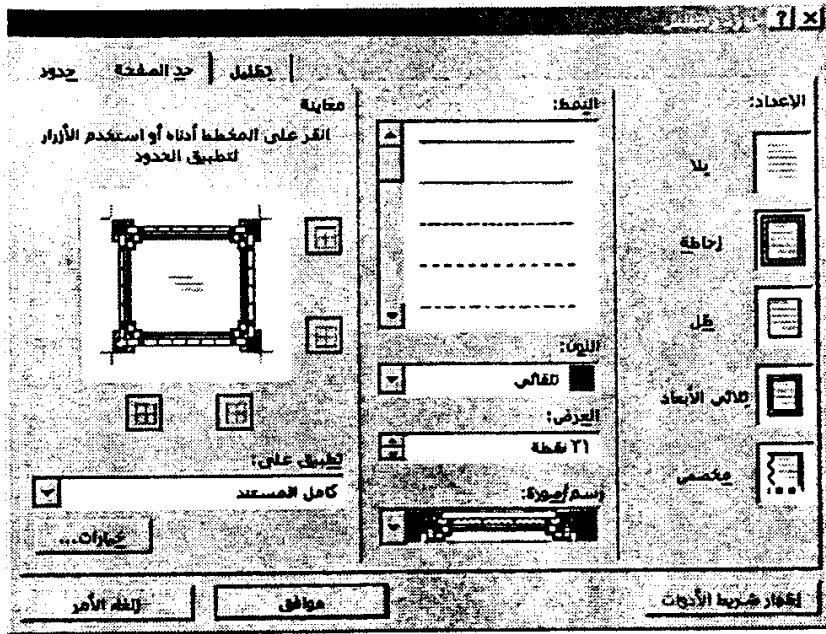 حدود
حد الصفحة
تظليل
الإعداد:
بلا
إحاطة
ظل
ثلاثي الأبعاد
مخصص
النمط:
اللون:
تلقائي
العرض:
٢١ نقطة
رسم/صورة:
معاينة
انقر على المخطط أدناه أو استخدم الأزرار
لتطبيق الحدود
تطبيق على:
كامل المستند
خيارات...
إظهار شريط الأدوات
موافق
إلغاء الأمر